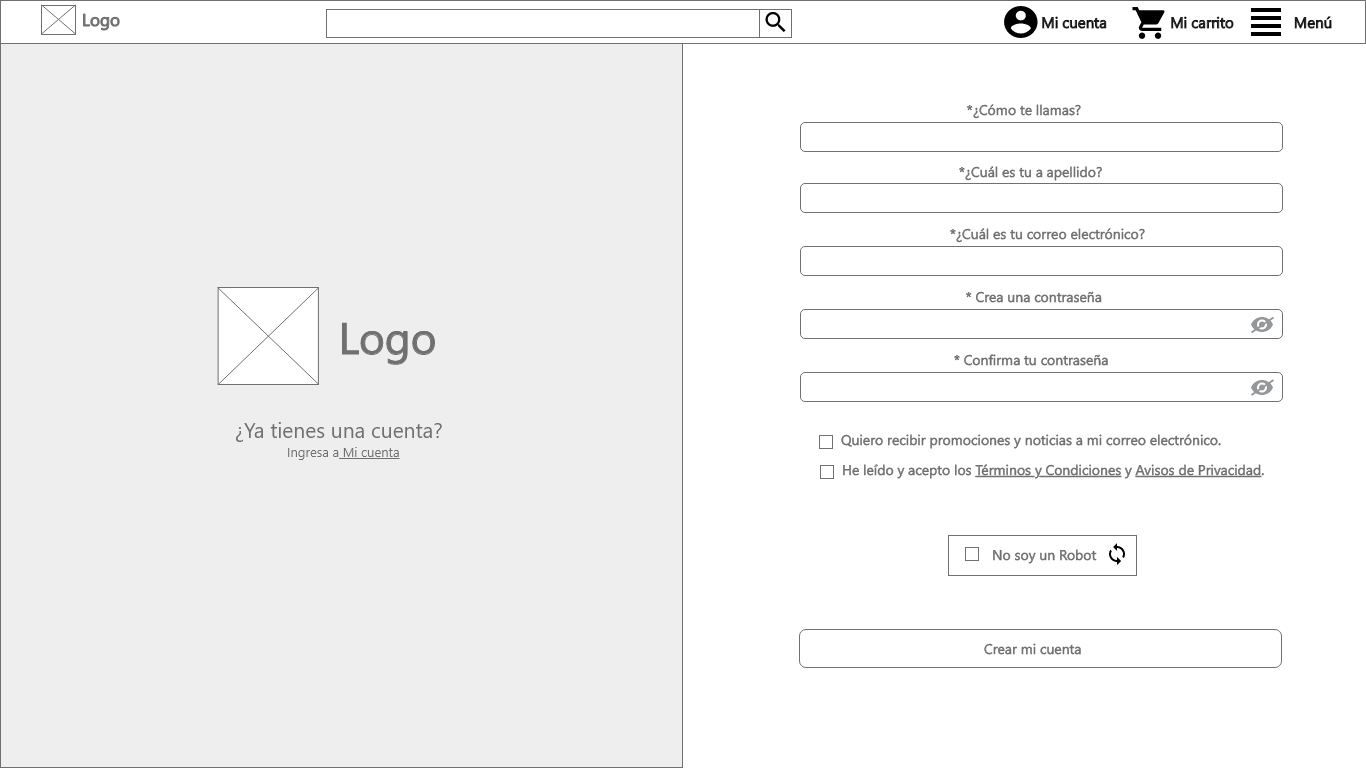 Logo
Mi cuenta
Mi carrito
Menú
Logo
¿Ya tienes una cuenta?
Ingresa a Mi cuenta
*¿Cómo te llamas?
*¿Cuál es tu a apellido?
*¿Cuál es tu correo electrónico?
* Crea una contraseña
* Confirma tu contraseña
Quiero recibir promociones y noticias a mi correo electrónico.
He leído y acepto los Términos y Condiciones y Avisos de Privacidad.
No soy un Robot
Crear mi cuenta